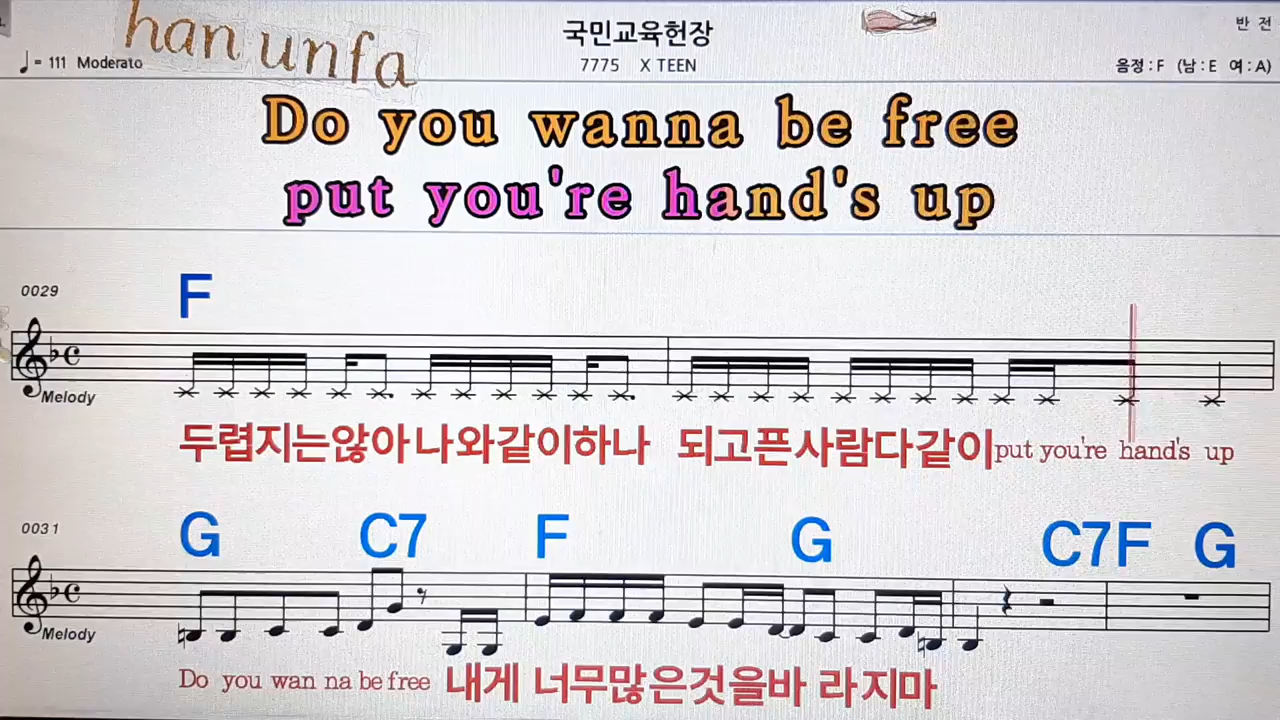 han unfa
국민교육헌장
반 전
♩= 111 Moderato
7775 X TEEN
음정:F (남:E 여:A)
Do you wanna be free
put you're hand's up
0029
F
Melody
두렵지는않아나와같이하나 되고픈사람다같이put you're hand's up
0031
G C7 F G C7F G
Melody
Do you wan na be free 내게 너무많은것을바 라지마